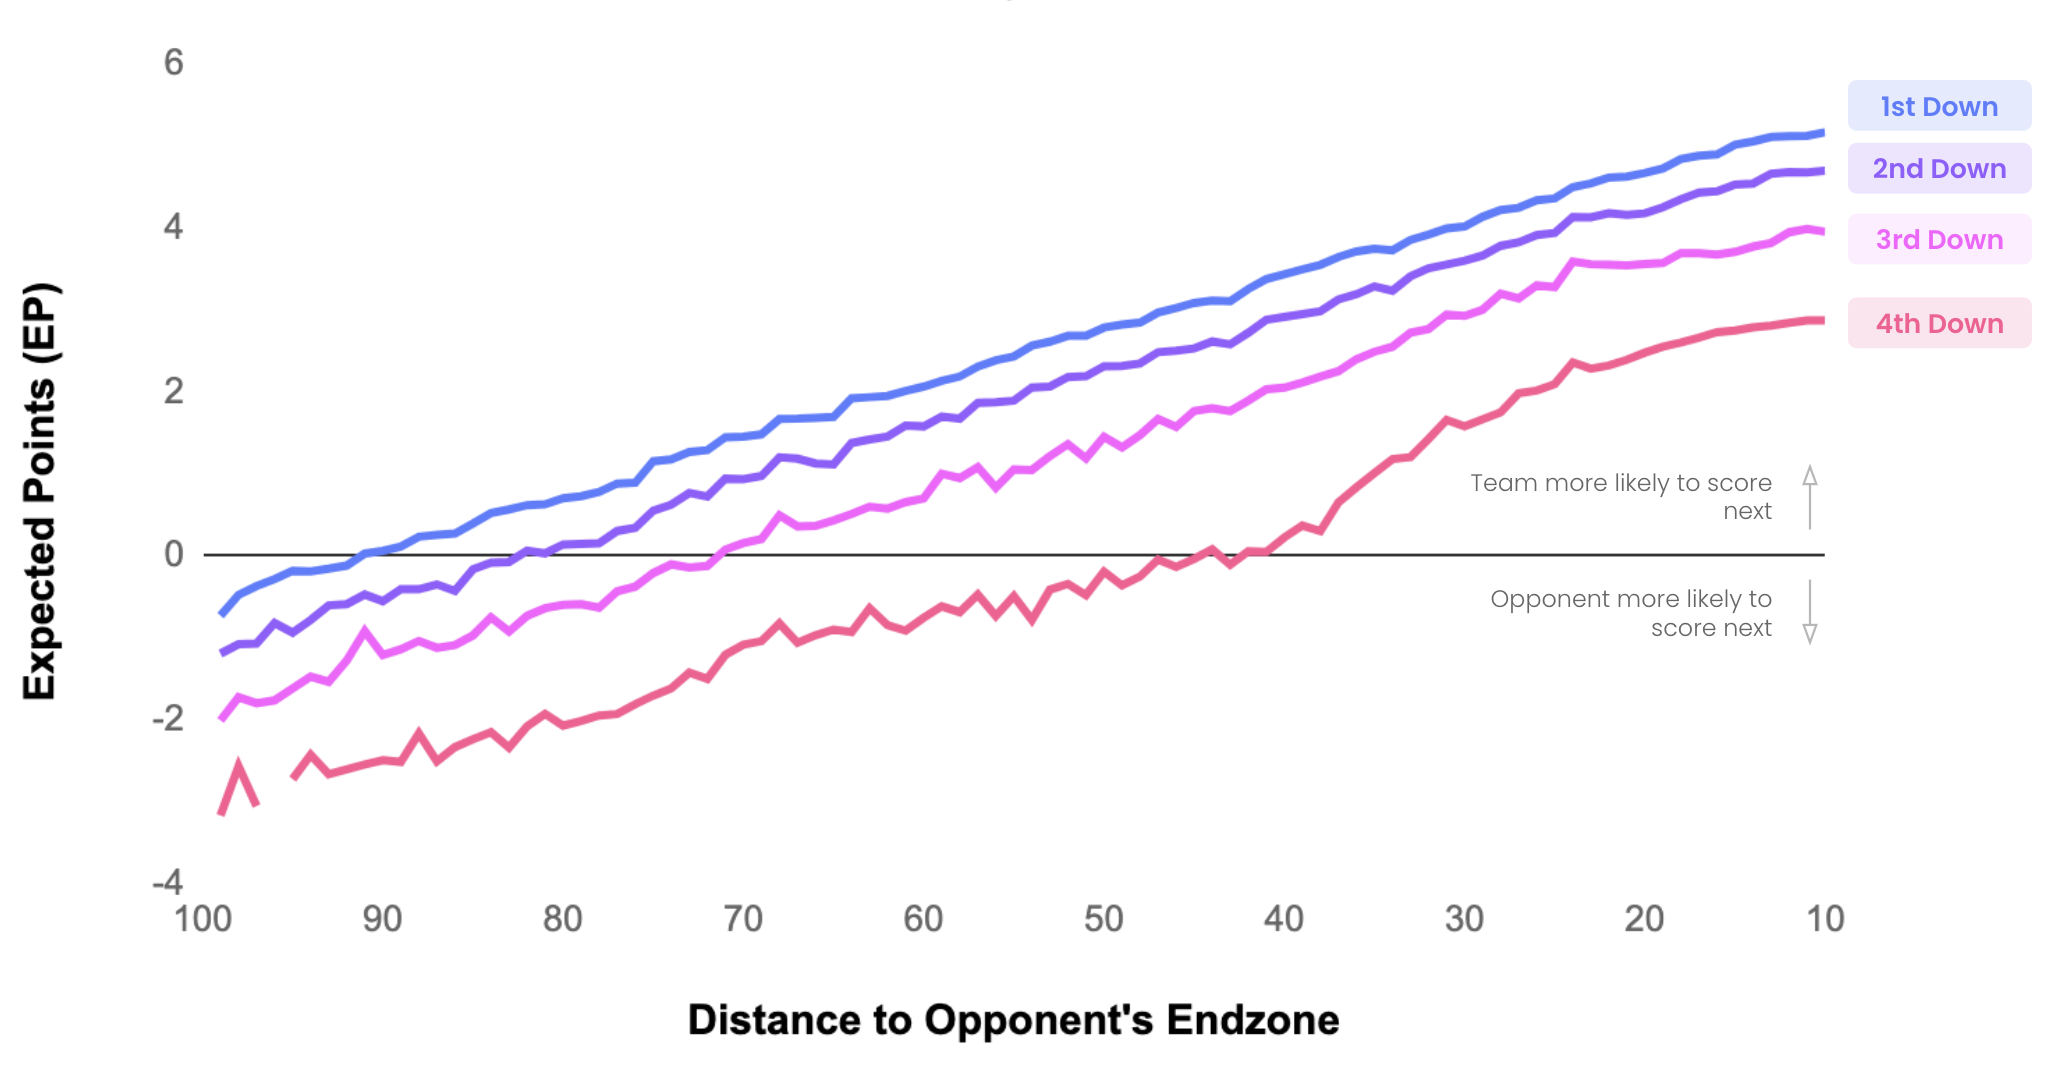 6
1st Down
2nd Down
4
3rd Down
4th Down
Expected Points (EP)
2
Team more likely to score
next
0
Opponent more likely to
score next
-2
-4
100 90 80 70 60 50 40 30 20 10
Distance to Opponent's Endzone